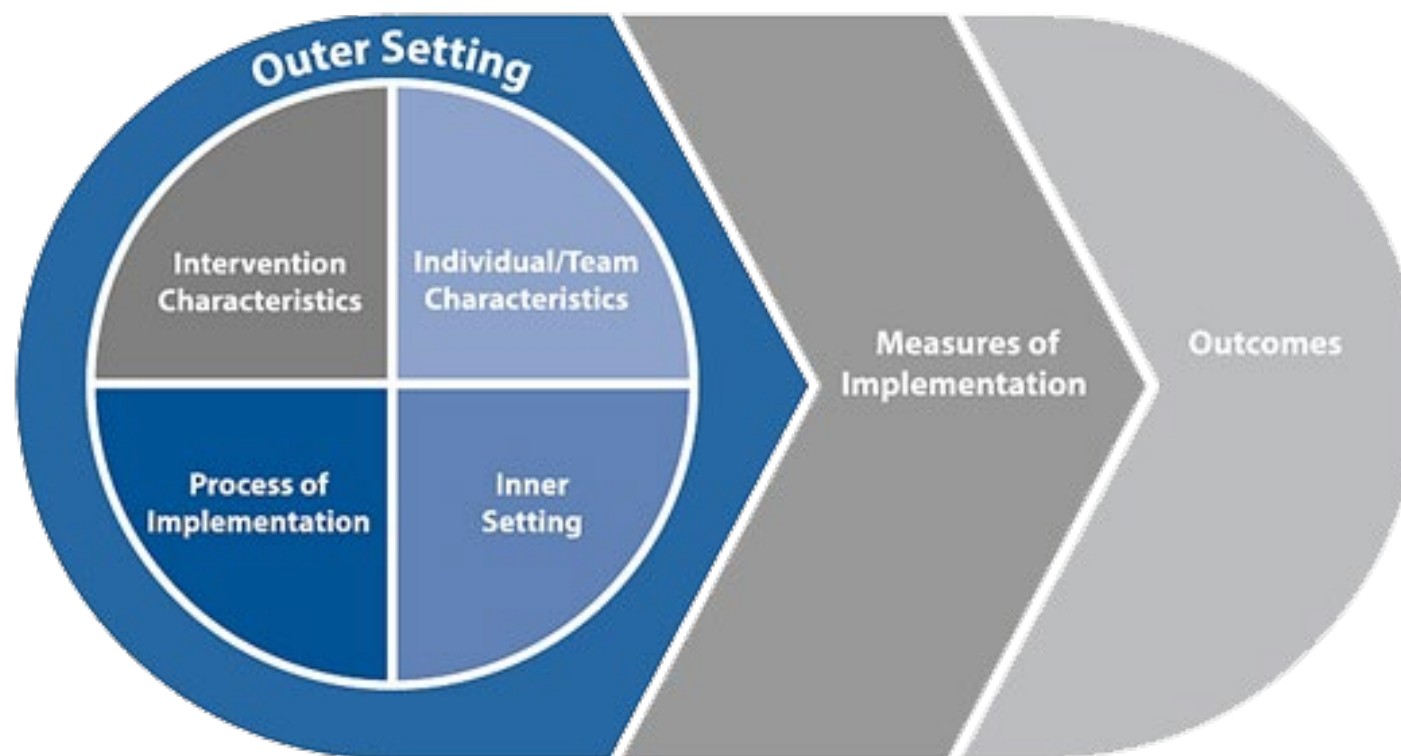 Outer Setting
Intervention
Characteristics
Individual/Team
Characteristics
Process of
Implementation
Inner
Setting
Measures of
Implementation
Outcomes